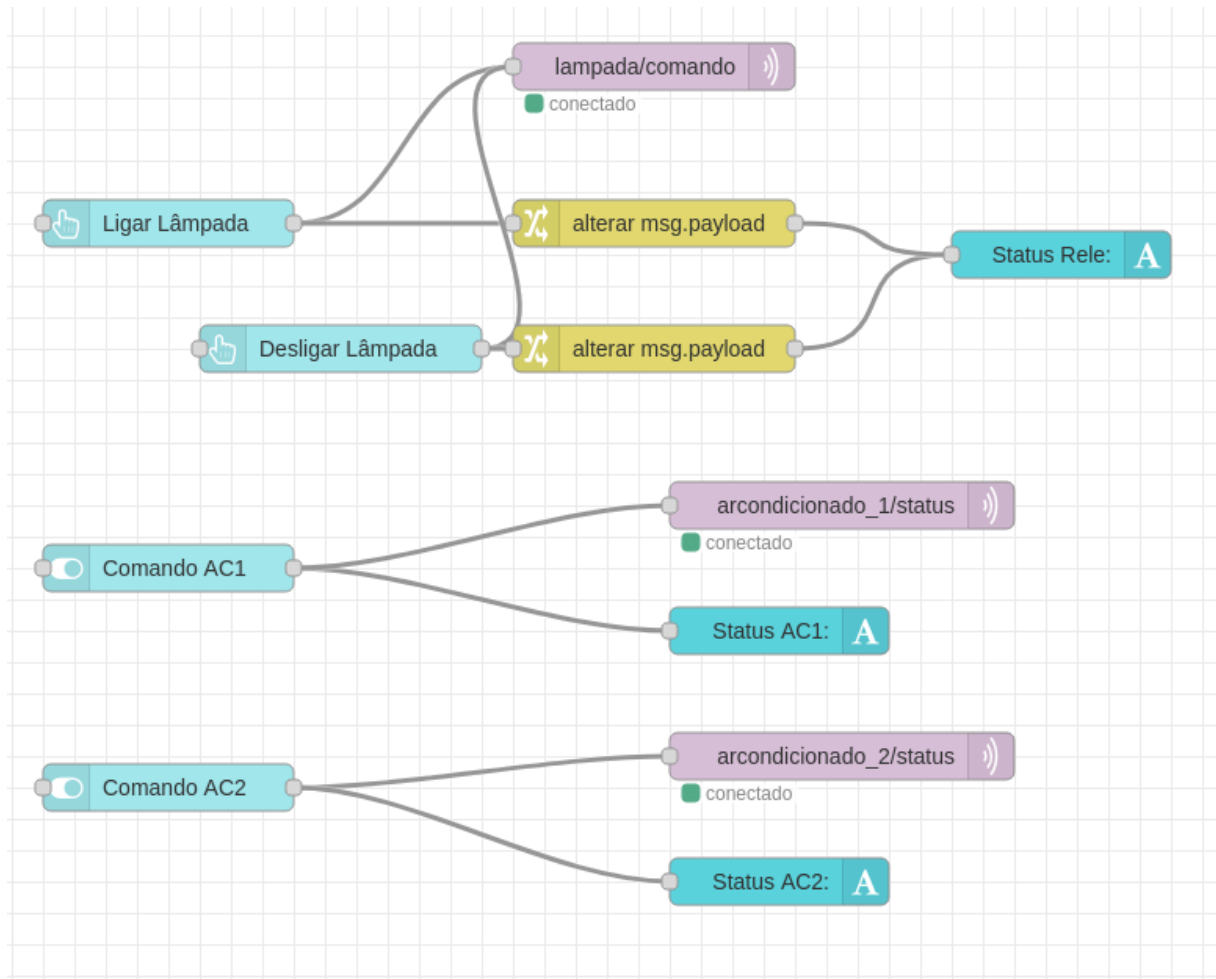 lampada/comando
conectado
Ligar Lâmpada
alterar msg.payload
Status Rele:
A
Desligar Lâmpada
alterar msg.payload
arcondicionado_1/status
conectado
Comando AC1
Status AC1:
A
arcondicionado_2/status
conectado
Comando AC2
Status AC2:
A